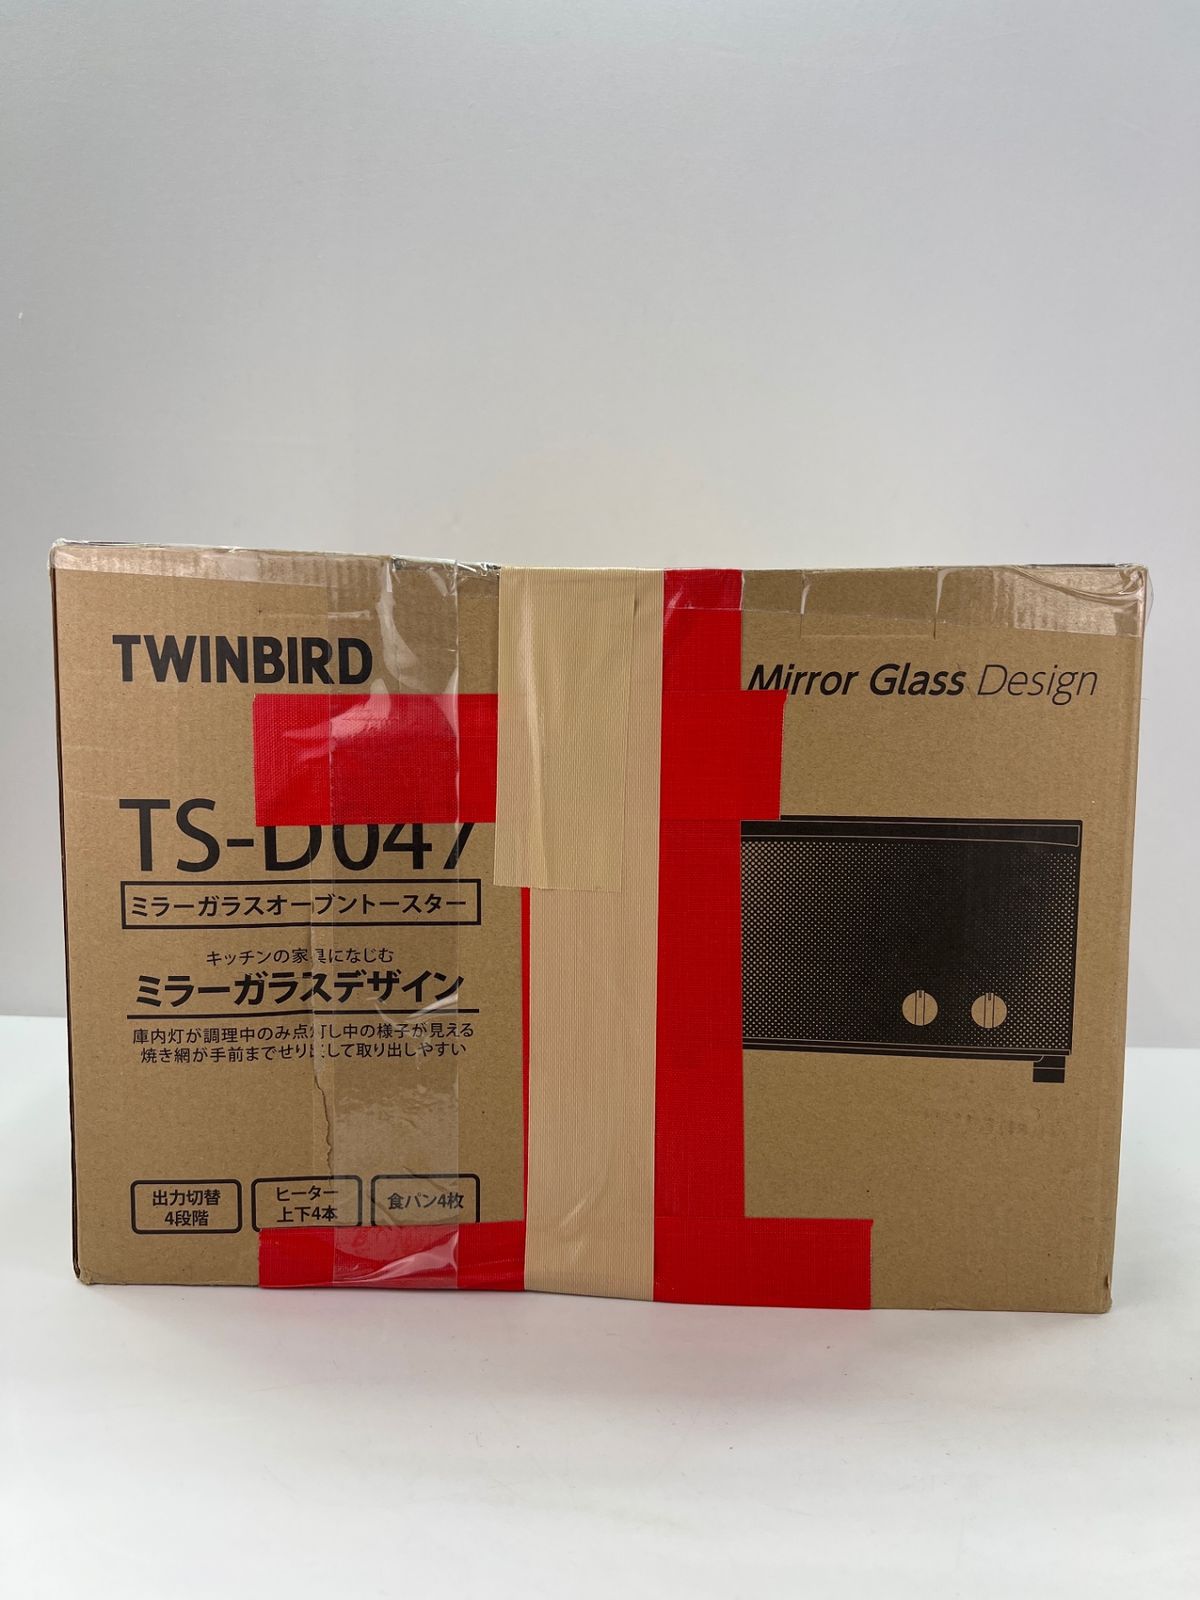 TWINBIRD
Mirror Glass Design
TS-D047
ミラーガラスオーブントースター
キッチンの家具になじむ
ミラーガラスデザイン
庫内灯が調理中のみ点灯し中の様子が見える
焼き網が手前までせり出して取り出しやすい
出力切替
4段階
ヒーター
上下4本
食パン4枚